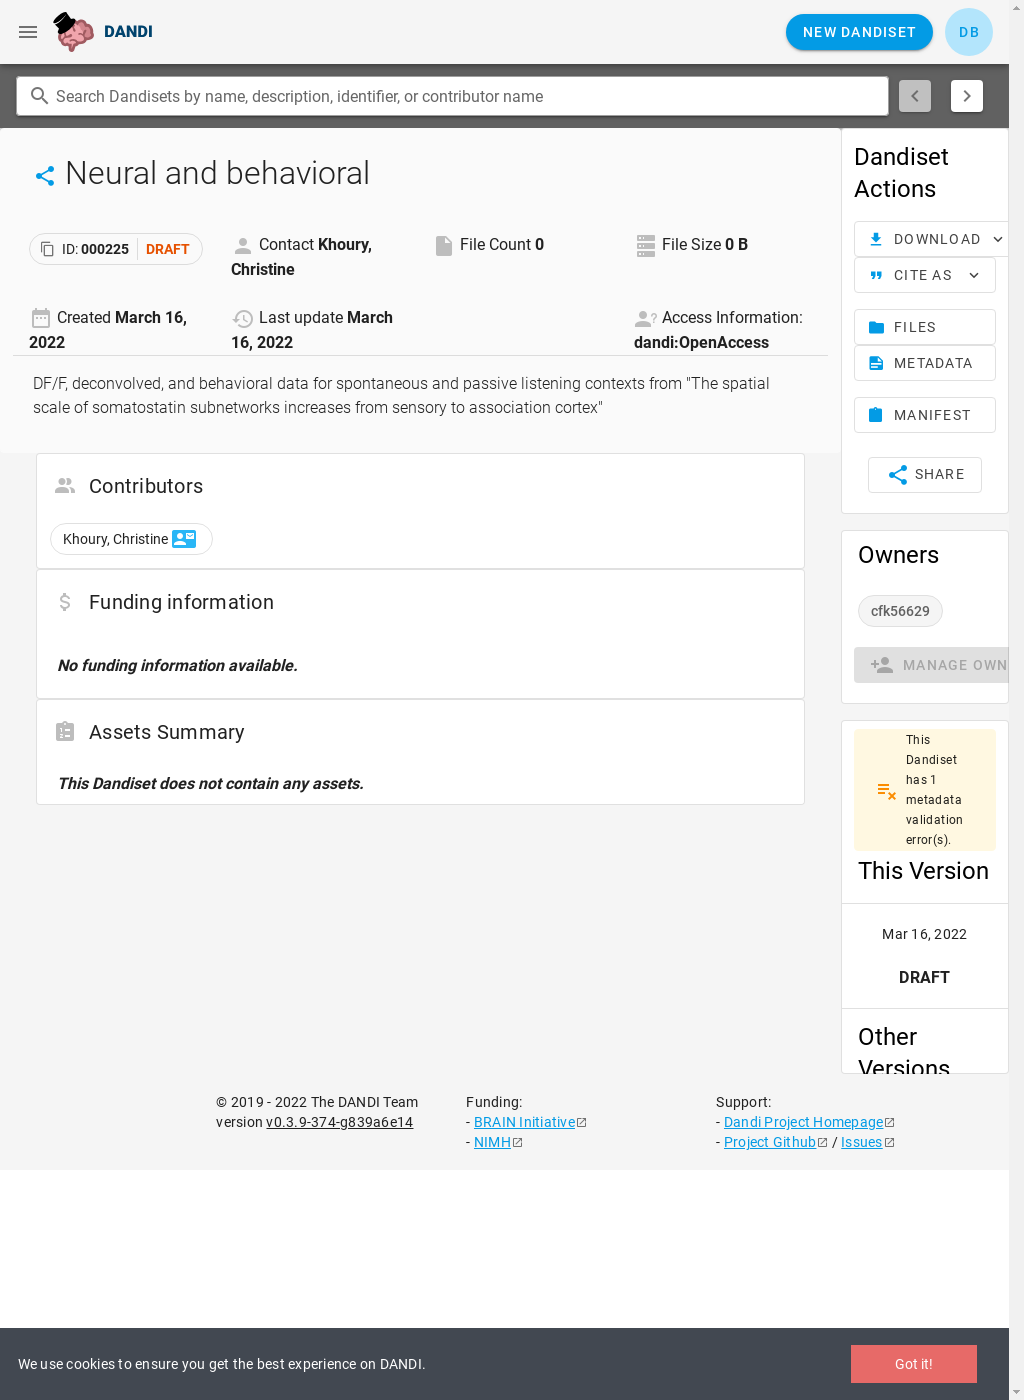 DANDI
NEW DANDISET
DB
Search Dandisets by name, description, identifier, or contributor name
Neural and behavioral
ID: 000225 DRAFT
Contact Khoury,
Christine
File Count 0
File Size 0 B
Created March 16,
2022
Last update March
16, 2022
Access Information:
dandi:OpenAccess
DF/F, deconvolved, and behavioral data for spontaneous and passive listening contexts from "The spatial
scale of somatostatin subnetworks increases from sensory to association cortex"
Contributors
Khoury, Christine
Funding information
No funding information available.
Assets Summary
This Dandiset does not contain any assets.
Dandiset
Actions
DOWNLOAD
CITE AS
FILES
METADATA
MANIFEST
SHARE
Owners
cfk56629
MANAGE OWN
This
Dandiset
has 1
metadata
validation
error(s).
This Version
Mar 16, 2022
DRAFT
Other
Versions
© 2019 - 2022 The DANDI Team
version v0.3.9-374-g839a6e14
Funding:
- BRAIN Initiative
- NIMH
Support:
- Dandi Project Homepage
- Project Github / Issues
We use cookies to ensure you get the best experience on DANDI.
Got it!